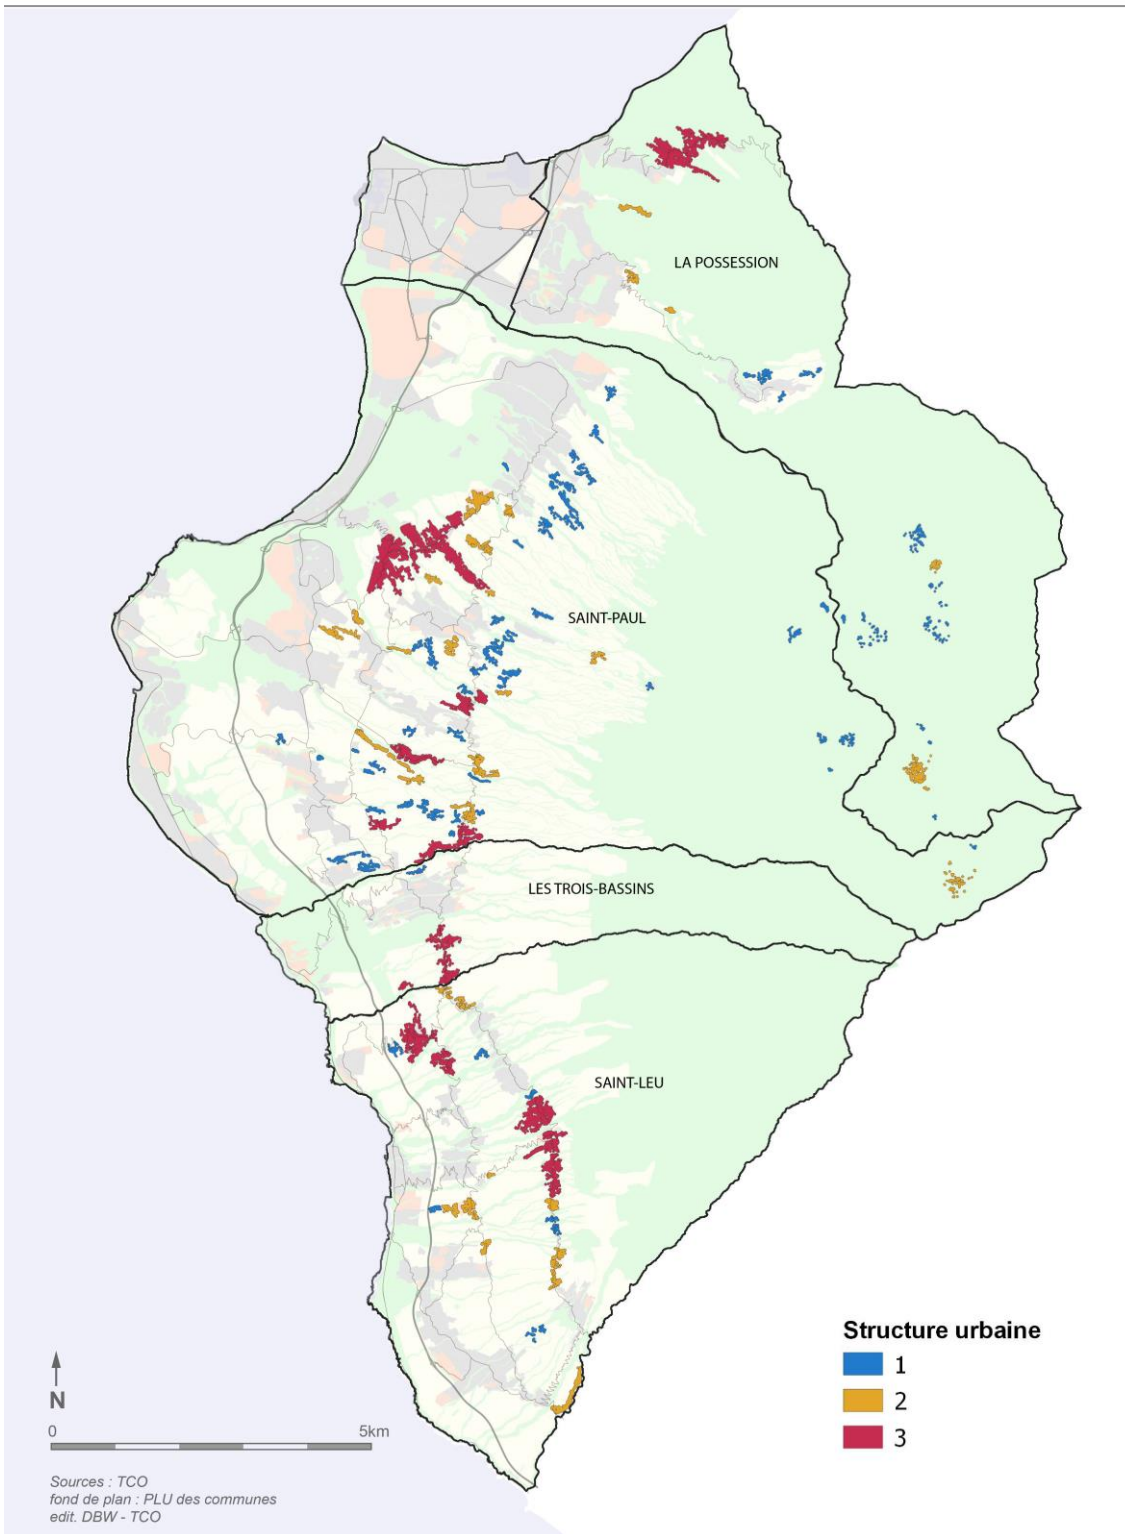 LA POSSESSION
SAINT-PAUL
LES TROIS-BASSINS
SAINT-LEU
Structure urbaine
1
2
3
N
0 5km
Sources : TCO
fond de plan : PLU des communes
edit. DBW - TCO